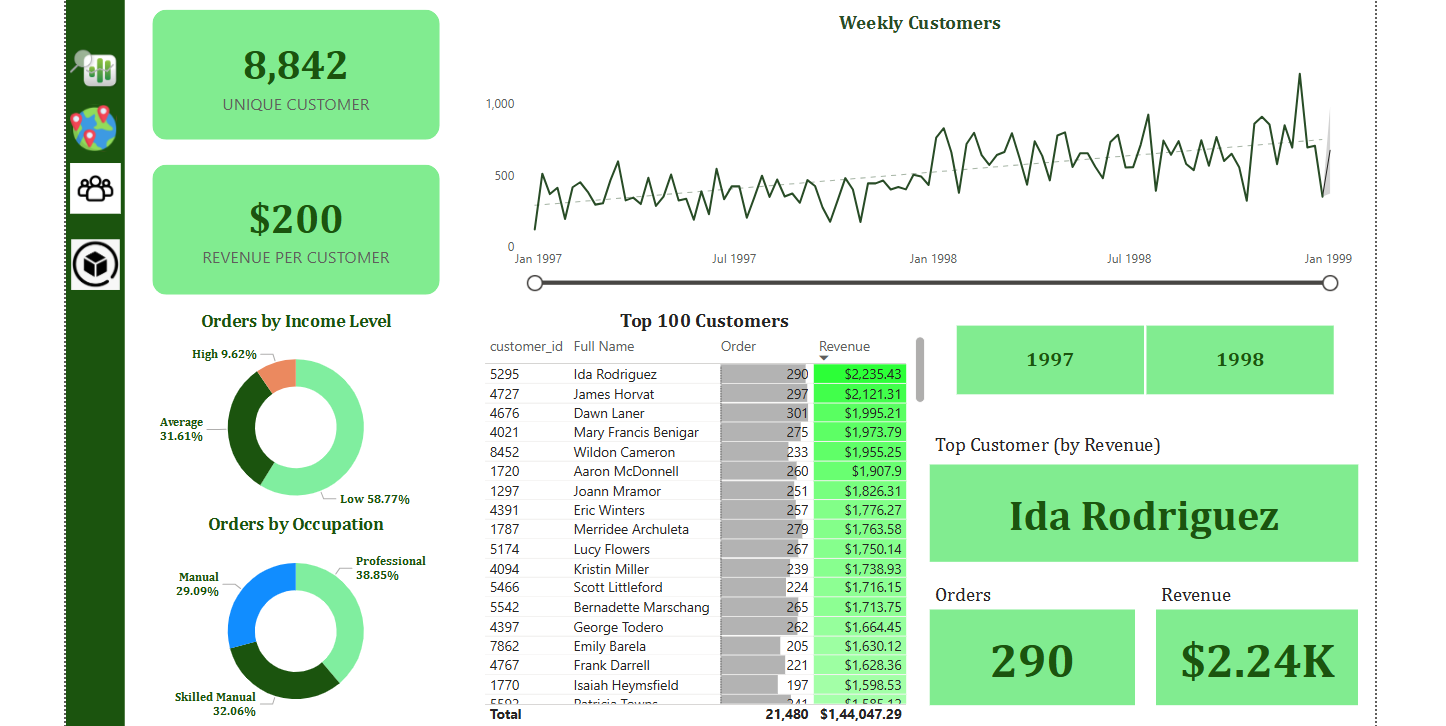 8,842
UNIQUE CUSTOMER
$200
REVENUE PER CUSTOMER
Weekly Customers
1,000
500
0
Jan 1997 Jul 1997 Jan 1998 Jul 1998 Jan 1999
Orders by Income Level
High 9.62%
Average
31.61%
Low 58.77%
Orders by Occupation
Professional
38.85%
Manual
29.09%
Skilled Manual
32.06%
Top 100 Customers
customer_id Full Name Order Revenue
5295 Ida Rodriguez 290 $2,235.43
4727 James Horvat 297 $2,121.31
4676 Dawn Laner 301 $1,995.21
4021 Mary Francis Benigar 275 $1,973.79
8452 Wildon Cameron 233 $1,955.25
1720 Aaron McDonnell 260 $1,907.9
1297 Joann Mramor 251 $1,826.31
4391 Eric Winters 257 $1,776.27
1787 Merridee Archuleta 279 $1,763.58
5174 Lucy Flowers 267 $1,750.14
4094 Kristin Miller 239 $1,738.93
5466 Scott Littleford 224 $1,716.15
5542 Bernadette Marschang 265 $1,713.75
4397 George Todero 262 $1,664.45
7862 Emily Barela 205 $1,630.12
4767 Frank Darrell 221 $1,628.36
1770 Isaiah Heymsfield 197 $1,598.53
Total 21,480 $1,44,047.29
1997 1998
Top Customer (by Revenue)
Ida Rodriguez
Orders Revenue
290 $2.24K